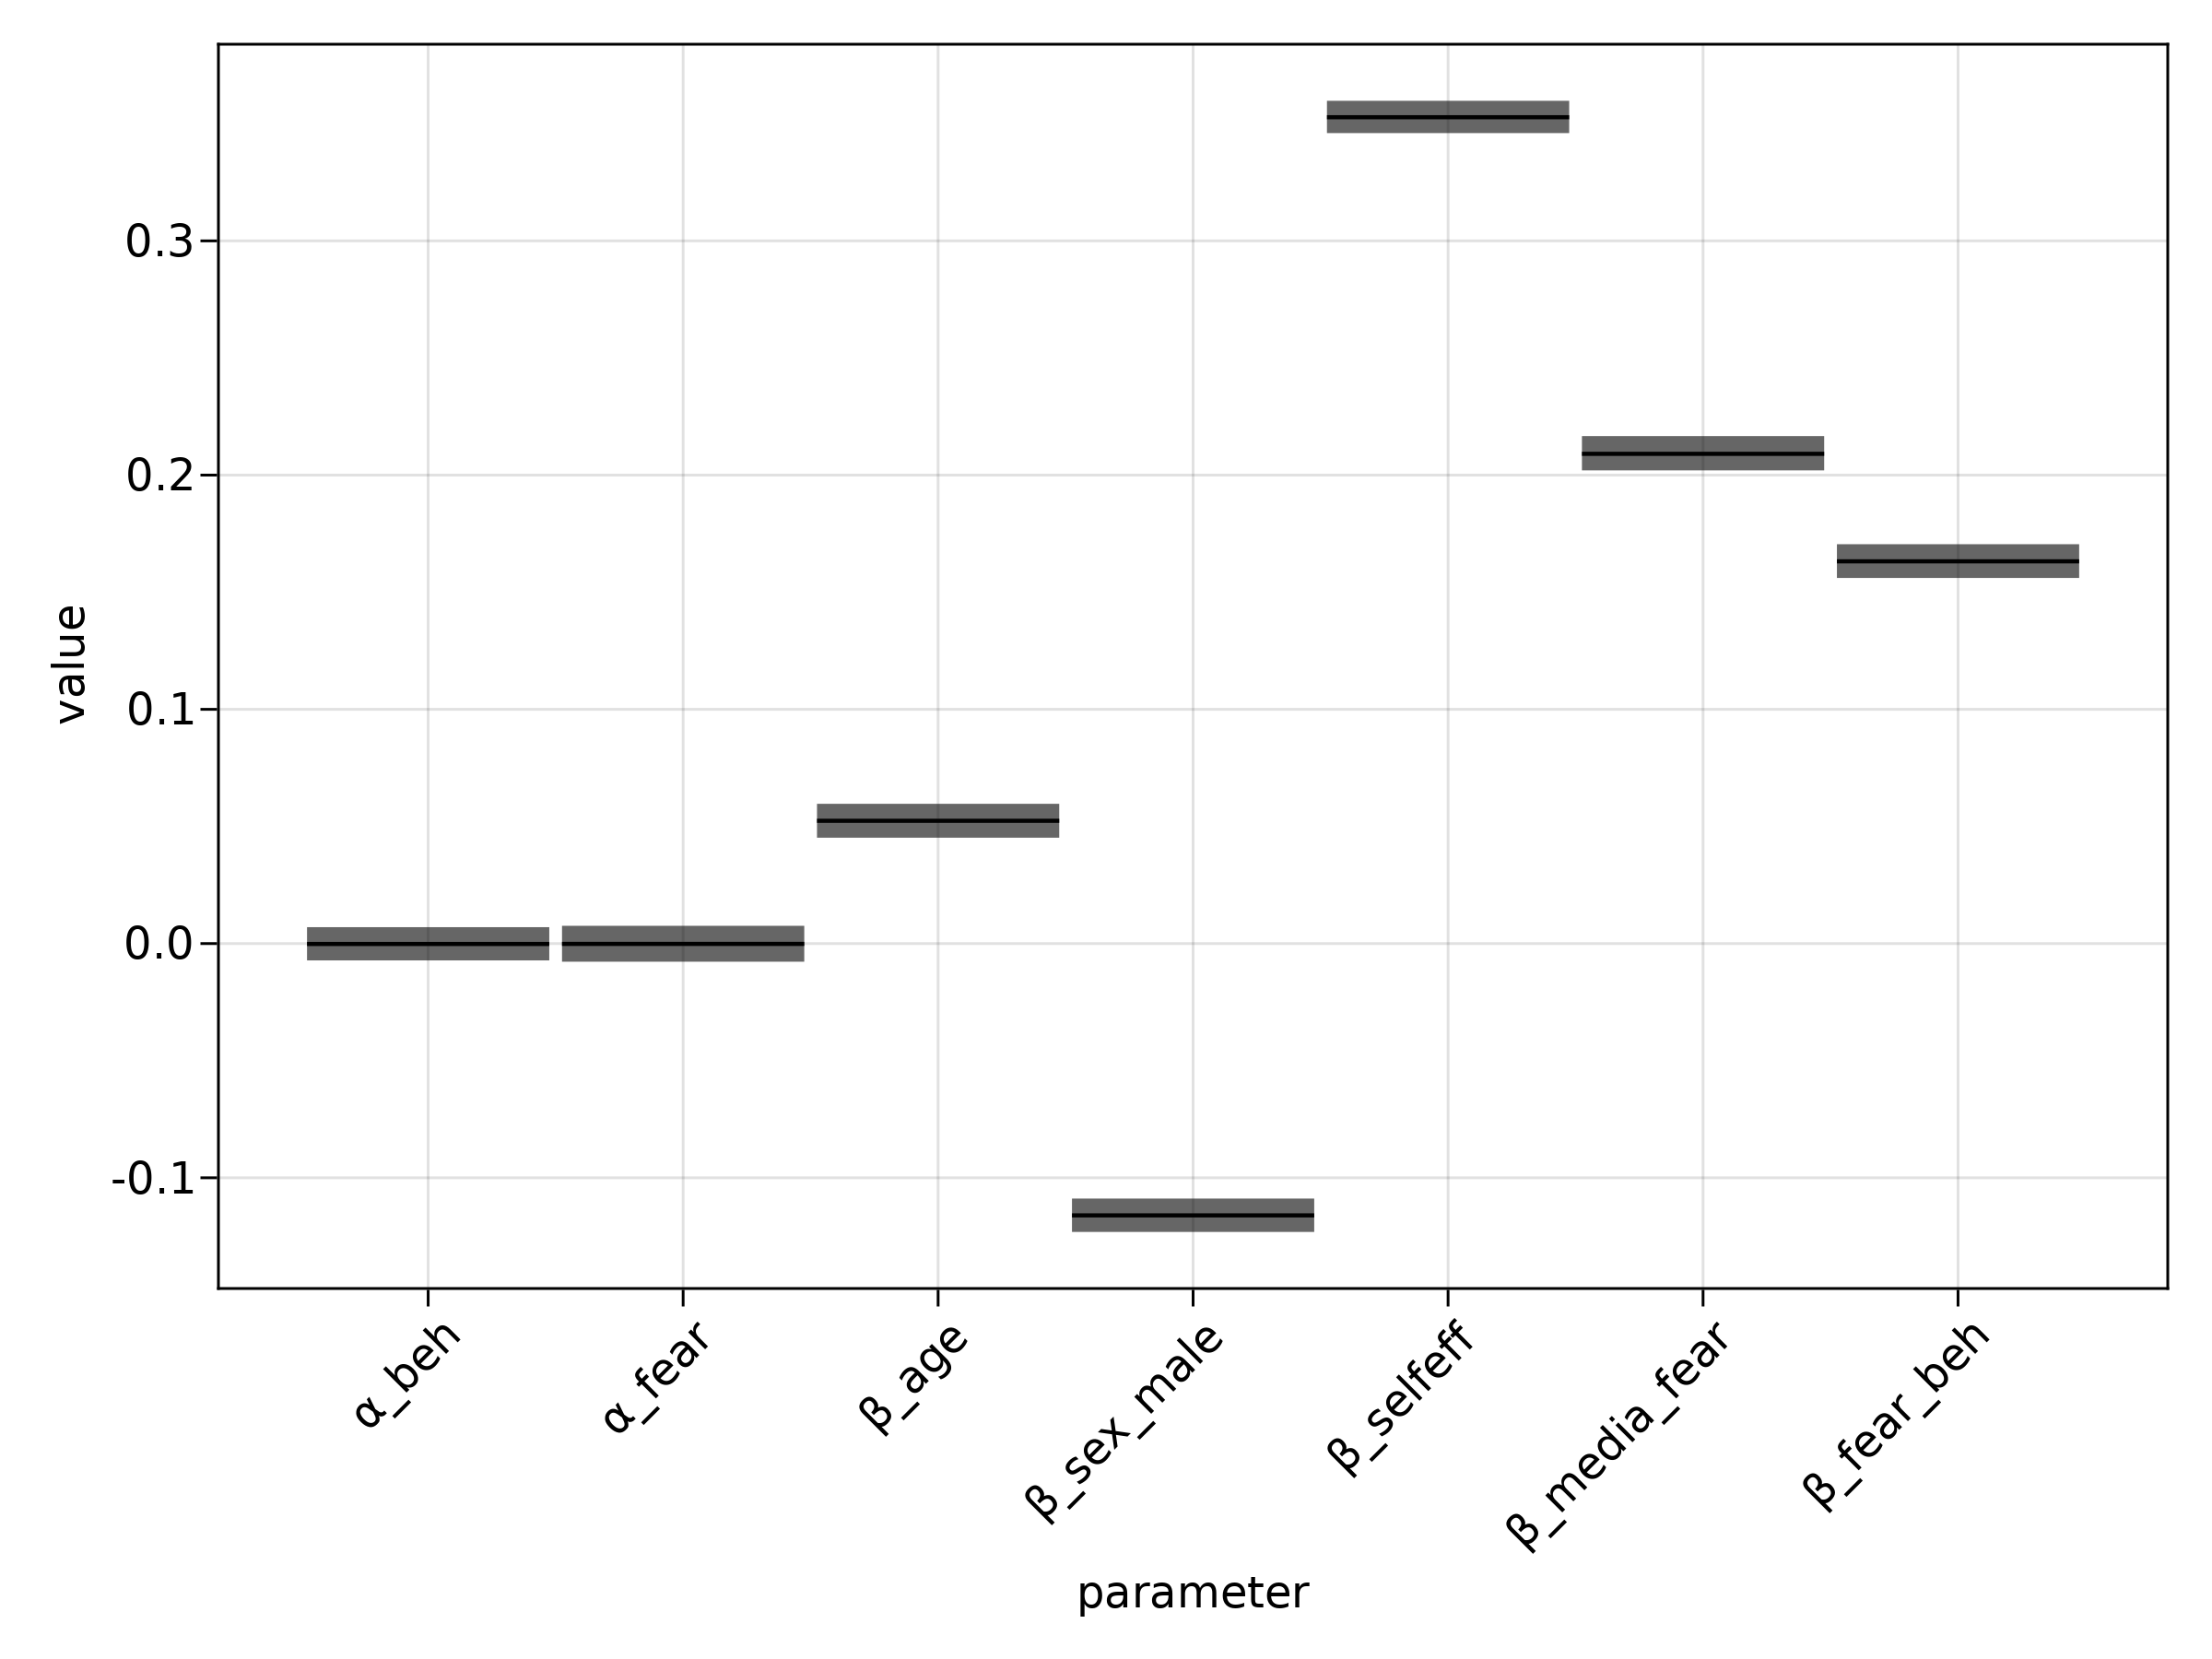 value
0.3
0.2
0.1
0.0
-0.1
α_beh
α_fear
β_age
β_sex_male
β_selfeff
β_media_fear
β_fear_beh
parameter